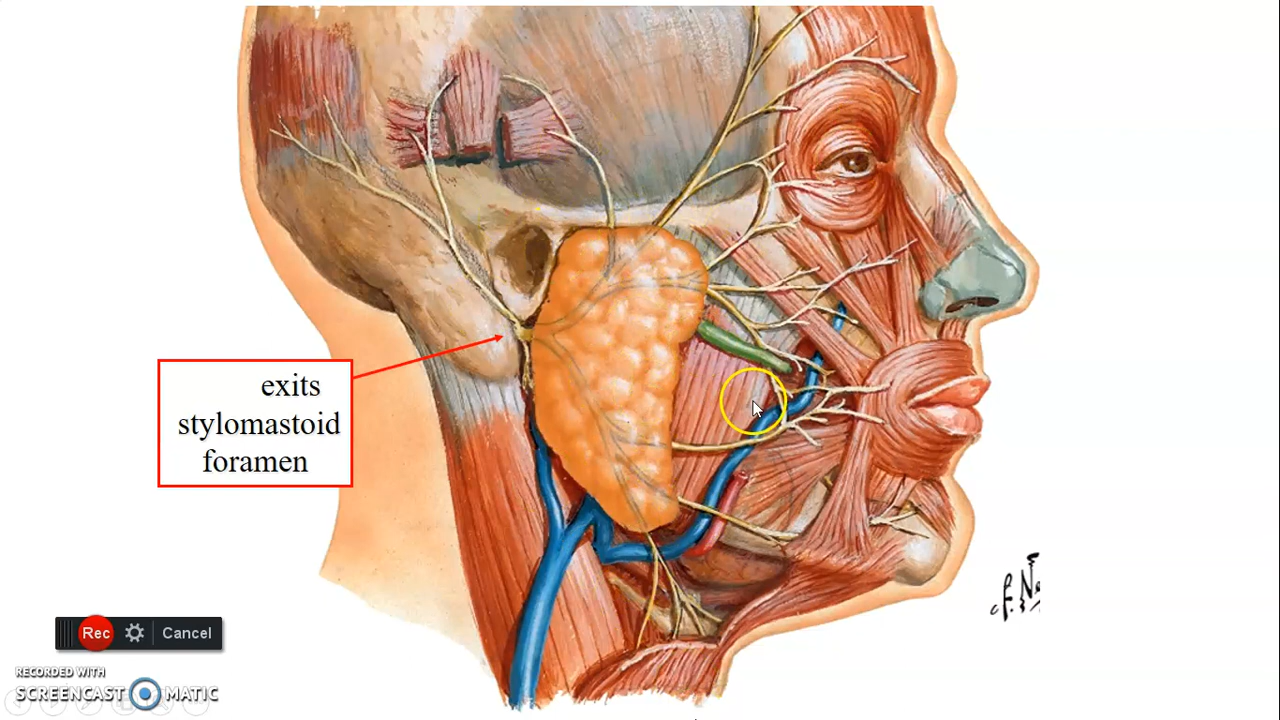 exits
stylomastoid
foramen
Rec
Cancel
RECORDED WITH
SCREENCAST MATIC